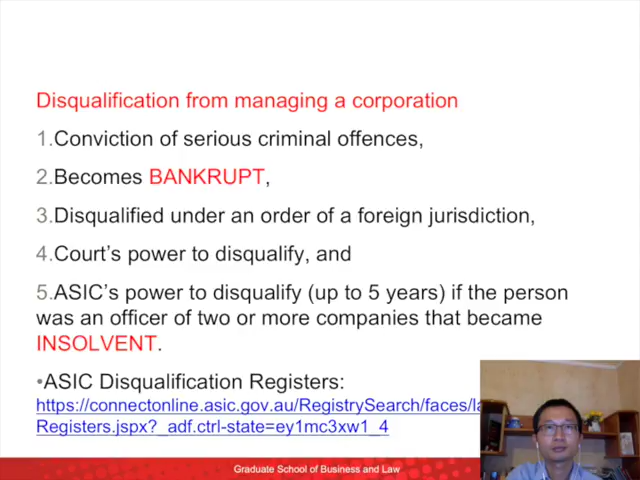 Disqualification from managing a corporation
1.Conviction of serious criminal offences,
2.Becomes BANKRUPT,
3.Disqualified under an order of a foreign jurisdiction,
4.Court's power to disqualify, and
5.ASIC's power to disqualify (up to 5 years) if the person
was an officer of two or more companies that became
INSOLVENT.
•ASIC Disqualification Registers:
https://connectonline.asic.gov.au/RegistrySearch/faces/
Registers.jspx?_adf.ctrl-state=ey1mc3xw1_4
Graduate School of Business and Law